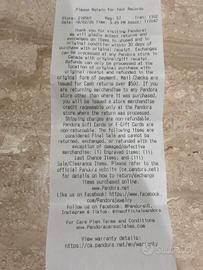 Please Retain for Your Records
Thank you for visiting Pandora! We
will gladly accept returns and
exchanges on items in unused and in
original condition within 30 days of
purchase with original receipt. Exchanges
can be processed at any Pandora store in
Canada with original/gift receipt.
Refunds can only be processed at the
location of original purchase with
original receipt and refunded to the
original form of payment. Mail Checks are
issued for Cash returns over $500. If you
are returning merchandise to any Pandora
store other than where it was purchased,
you will be issued a store merchandise
credit redeemable only at the Pandora
store where the return was processed.
Shipping charges are non-refundable.
Pandora Gift Cards or E-Gift Cards are
non-returnable. The following items are
considered Final Sale and cannot be
returned, exchanged, or refunded with the
exception of damaged/defective
merchandise: (i) Engraved Items; (ii)
Last Chance Items; and (iii)
Sale/Clearance Items. Please refer to the
official Pandora website (ca.pandora.net)
for details on how to return/exchange
items purchased online.
www.Pandora.net
Like us on Facebook: https://www.facebook.
com/Pandorajewelry
Follow us on Facebook:
Instagram & Tiktok: @theofficialpandora
For Care Plan Terms and Conditions
www.Pandoracareplans.com
View warranty details:
https://ca.pandora.net/en/warranty